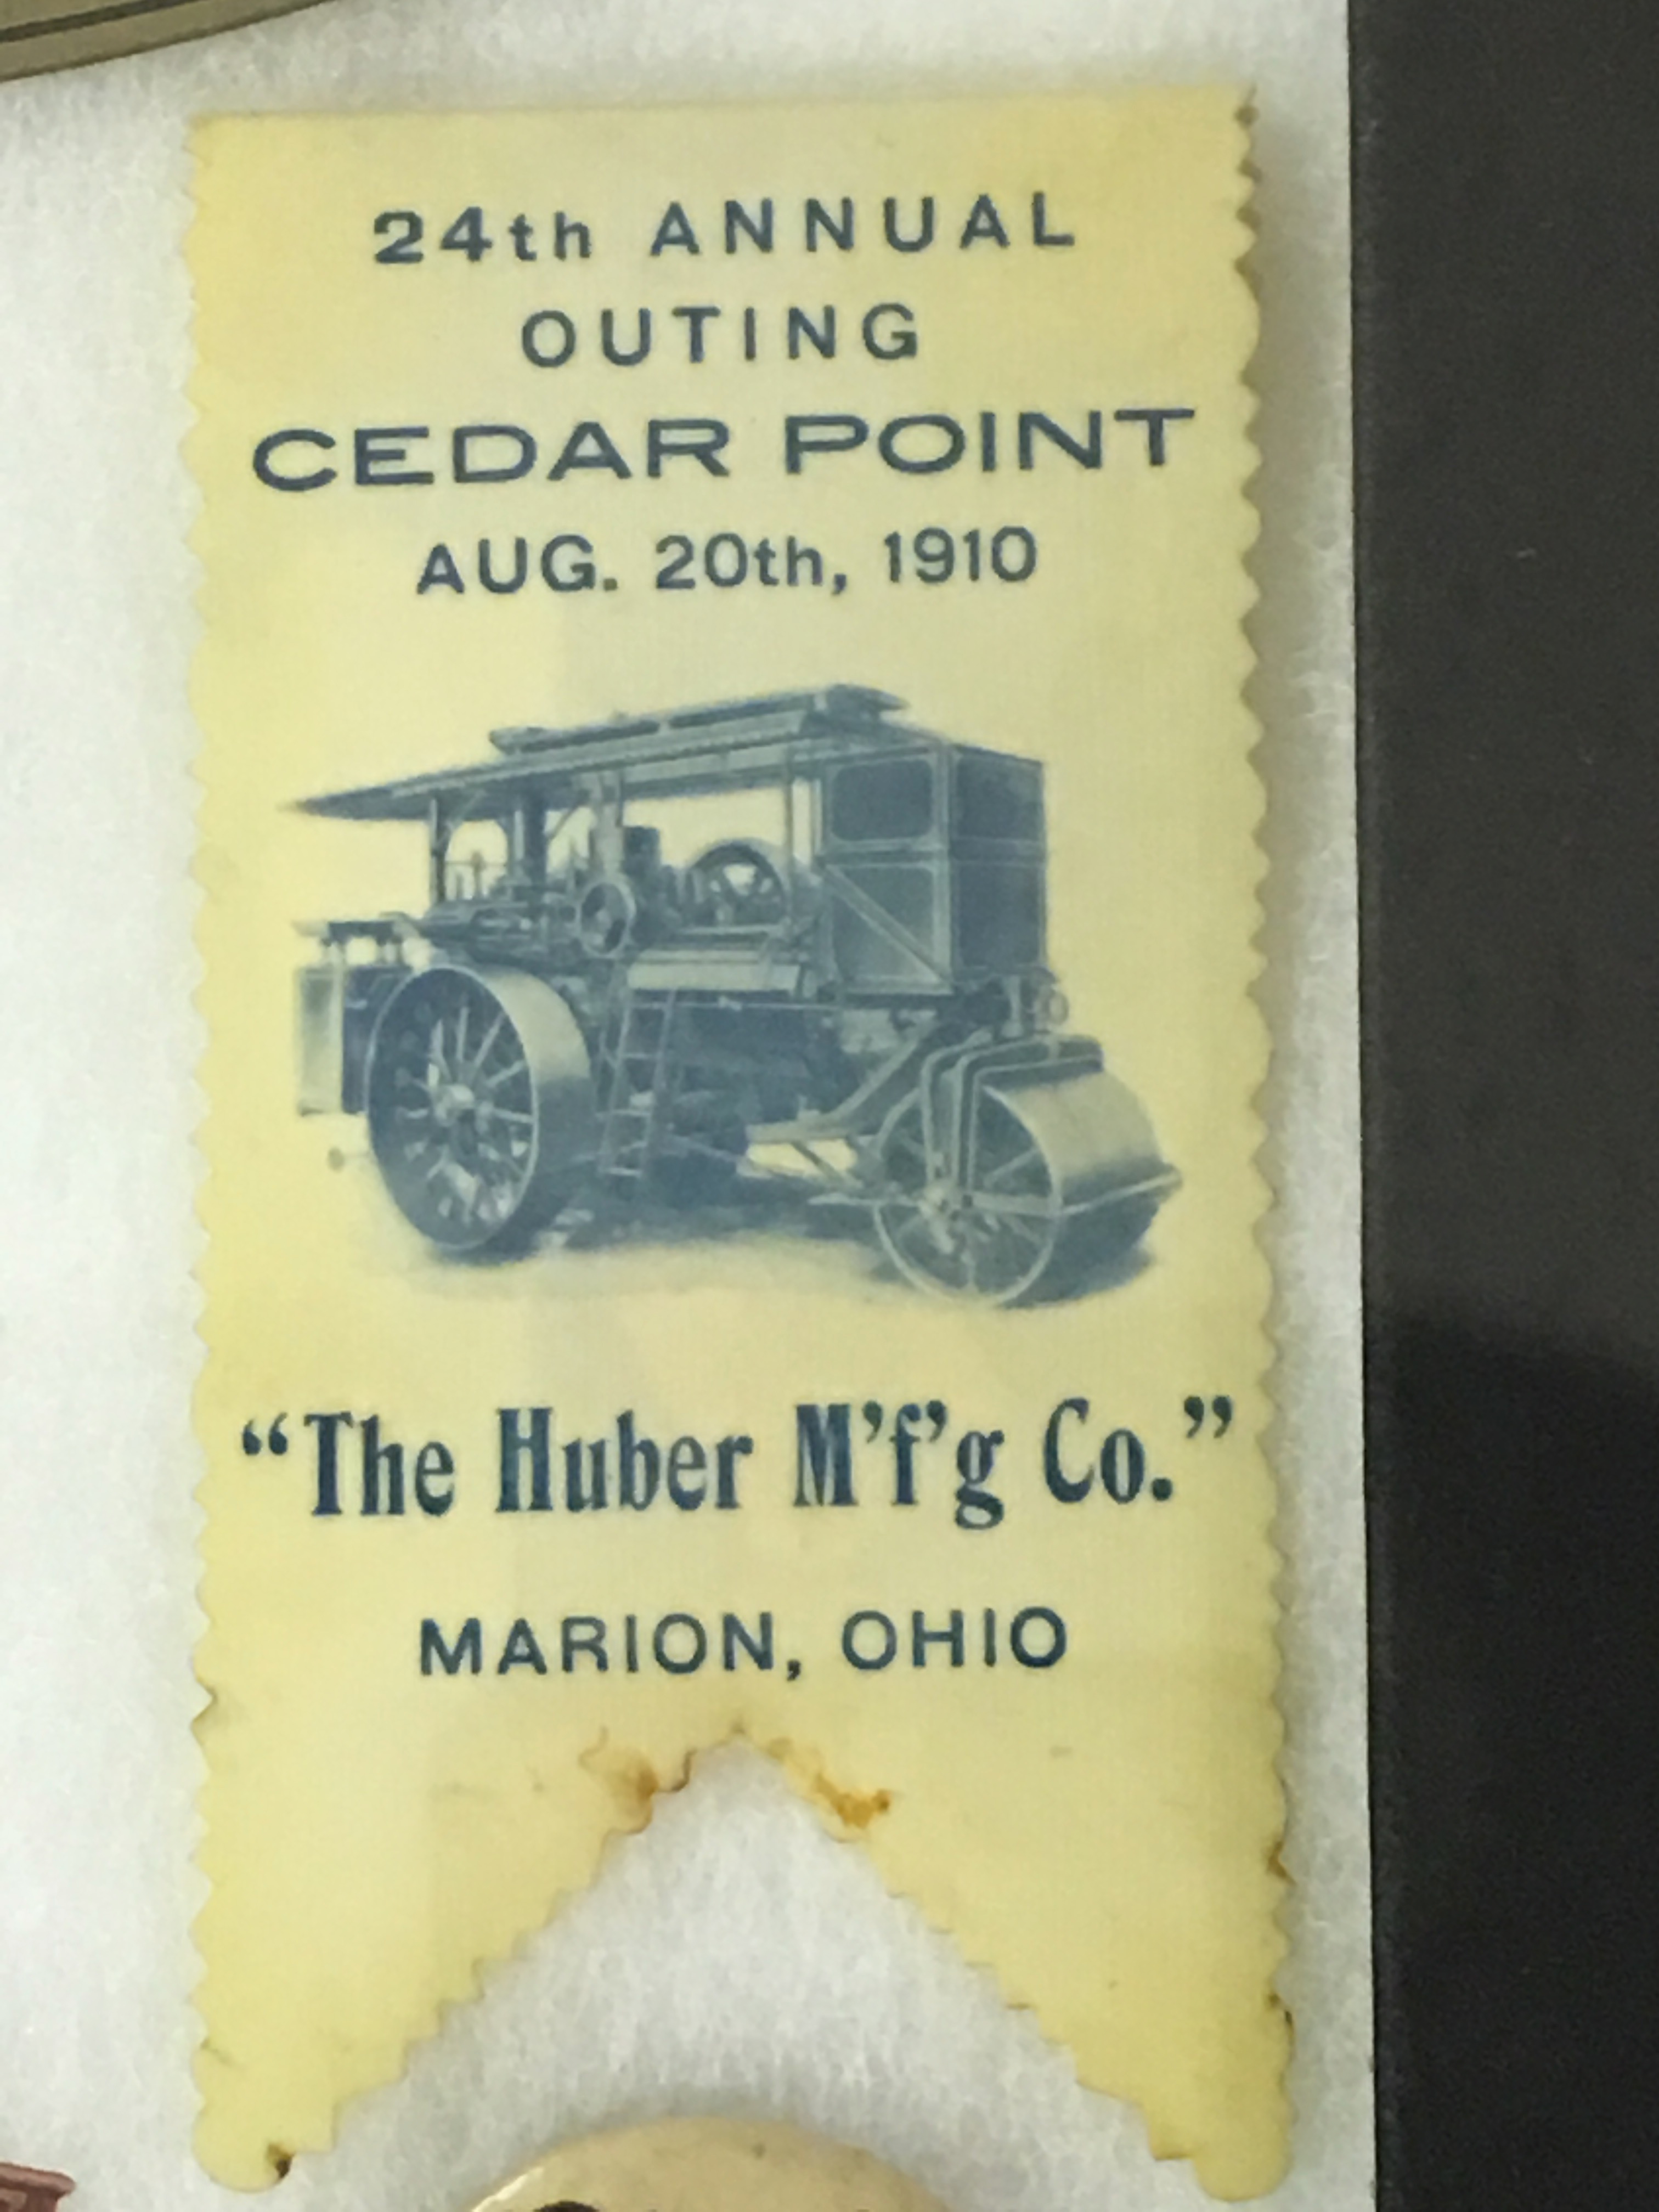 24th ANNUAL
OUTING
CEDAR POINT
AUG. 20th, 1910
“The Huber M’f’g Co.”
MARION, OHIO